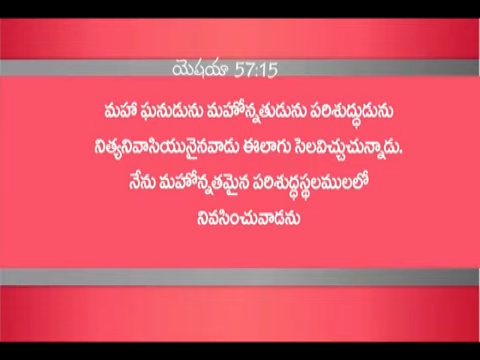 యెషయా 57:15
మహా ఘనుడును మహోన్నతుడును పరిశుద్ధుడును
నిత్యనివాసియునైనవాడు ఈలాగు సెలవిచ్చుచున్నాడు.
నేను మహోన్నతమైన పరిశుద్ధస్థలములలో
నివసించువాడను